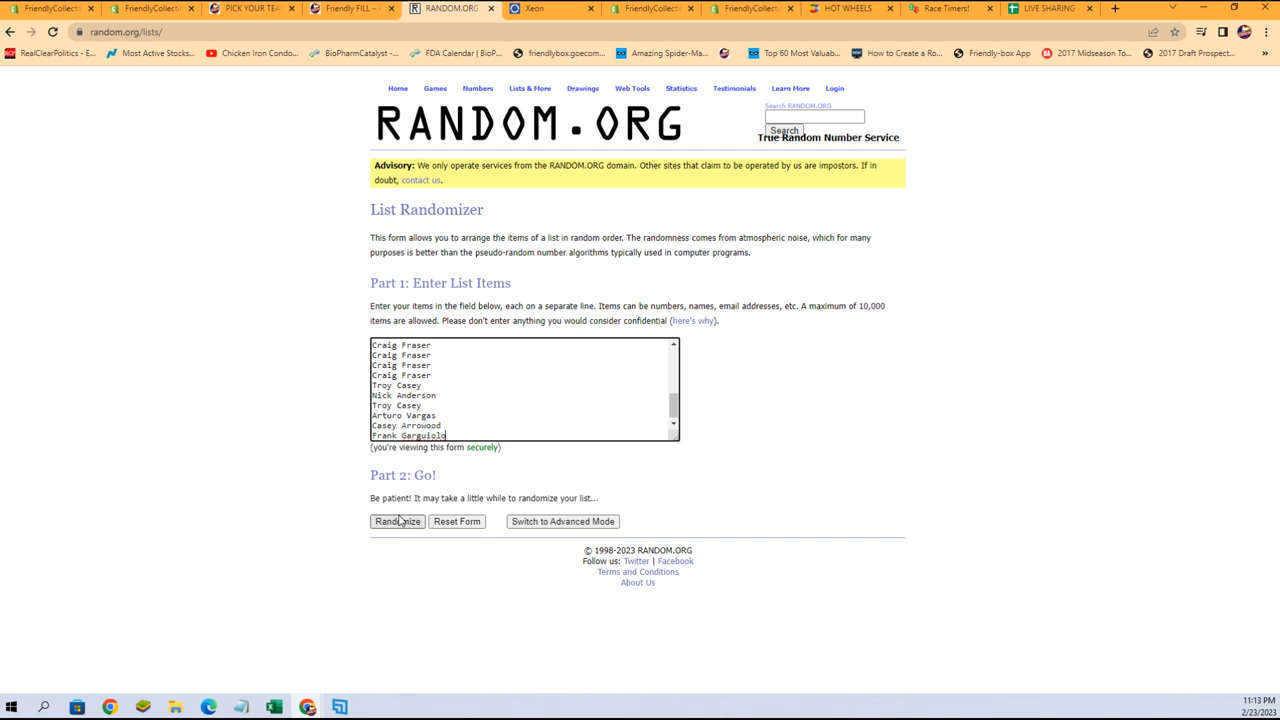 FriendlyCollecti
FriendlyCollecti
PICK YOUR TEA
Friendly FILL –
RANDOM.ORG
Xeon
FriendlyCollecti
FriendlyCollecti
HOT WHEELS
Race Timers!
LIVE SHARING
random.org/lists/
RealClearPolitics - E...
Most Active Stocks...
Chicken Iron Condo...
BioPharmCatalyst -...
FDA Calendar | BioP...
friendlybox.goecom...
Amazing Spider-Ma...
Top 60 Most Valuab...
How to Create a Ro...
Friendly-box App
2017 Midseason To...
2017 Draft Prospect...
»
Home Games Numbers Lists & More Drawings Web Tools Statistics Testimonials Learn More Login
RANDOM.ORG
Search RANDOM.ORG
Search
True Random Number Service
Advisory: We only operate services from the RANDOM.ORG domain. Other sites that claim to be operated by us are impostors. If in
doubt, contact us.
List Randomizer
This form allows you to arrange the items of a list in random order. The randomness comes from atmospheric noise, which for many
purposes is better than the pseudo-random number algorithms typically used in computer programs.
Part 1: Enter List Items
Enter your items in the field below, each on a separate line. Items can be numbers, names, email addresses, etc. A maximum of 10,000
items are allowed. Please don't enter anything you would consider confidential (here's why).
Craig Fraser
Craig Fraser
Craig Fraser
Craig Fraser
Troy Casey
Nick Anderson
Troy Casey
Arturo Vargas
Casey Arrowood
Frank Garguiolo
(you're viewing this form securely)
Part 2: Go!
Be patient! It may take a little while to randomize your list...
Randomize Reset Form Switch to Advanced Mode
© 1998-2023 RANDOM.ORG
Follow us: Twitter | Facebook
Terms and Conditions
About Us
11:13 PM
2/23/2023